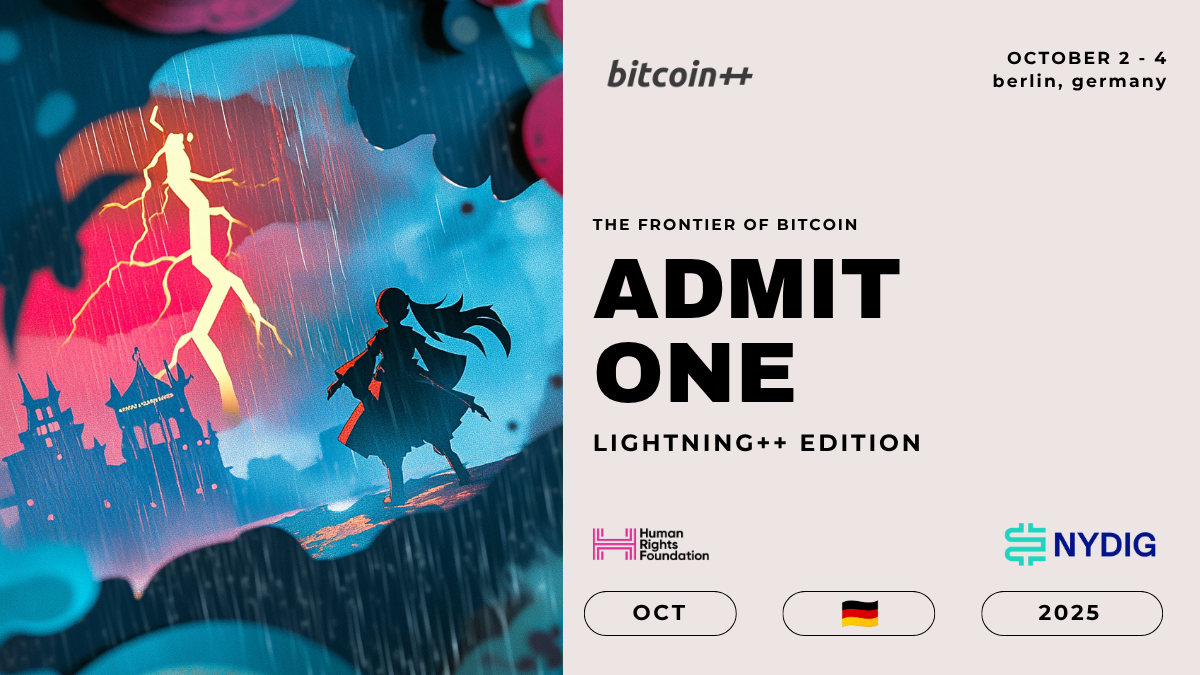 bitcoin++
OCTOBER 2 - 4
berlin, germany
THE FRONTIER OF BITCOIN
ADMIT
ONE
LIGHTNING++ EDITION
Human
Rights
Foundation
NYDIG
OCT
2025